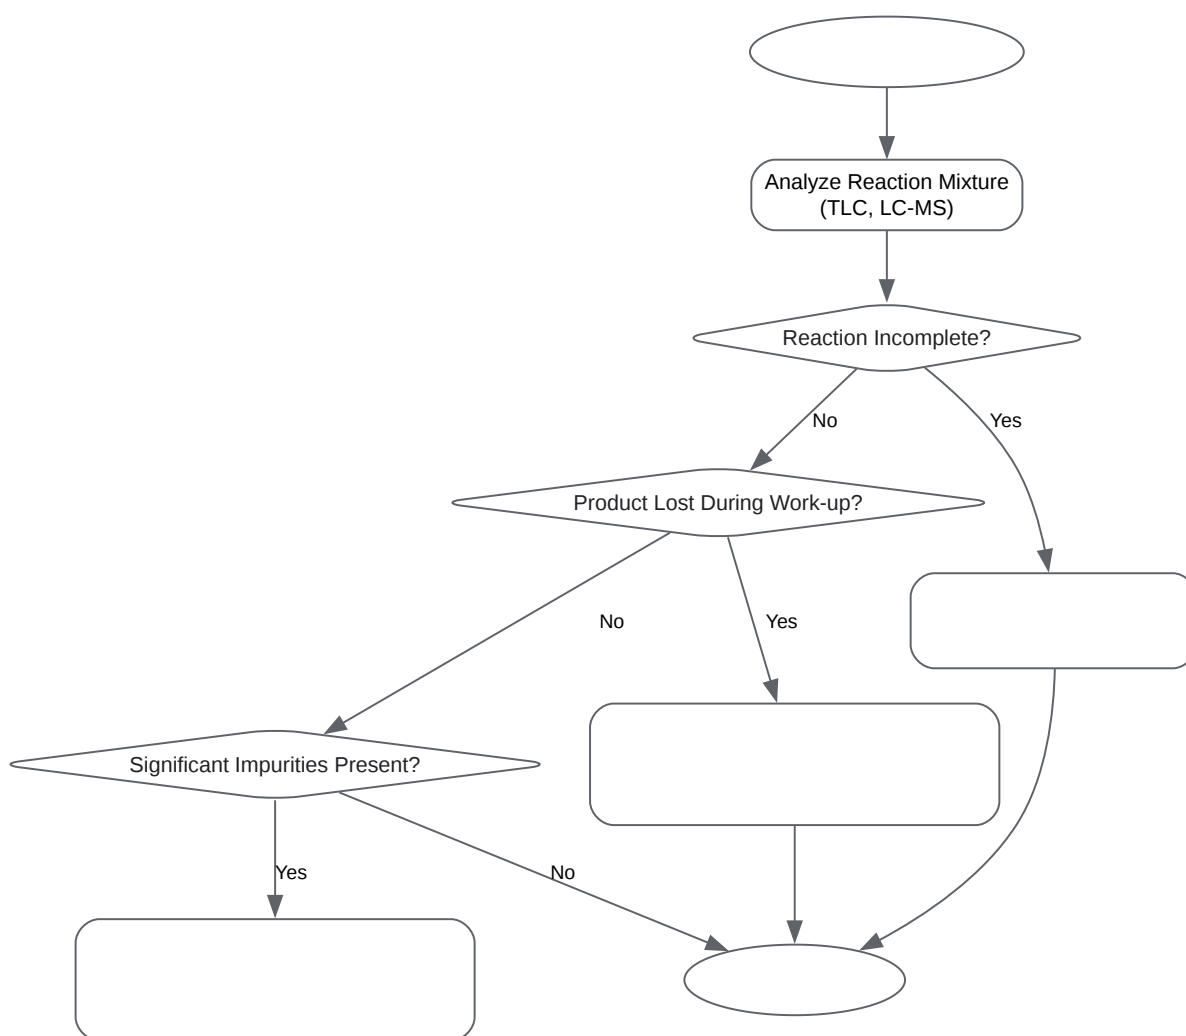 Analyze Reaction Mixture
(TLC, LC-MS)
Reaction Incomplete?
No
Yes
Product Lost During Work-up?
No
Yes
Significant Impurities Present?
Yes
No